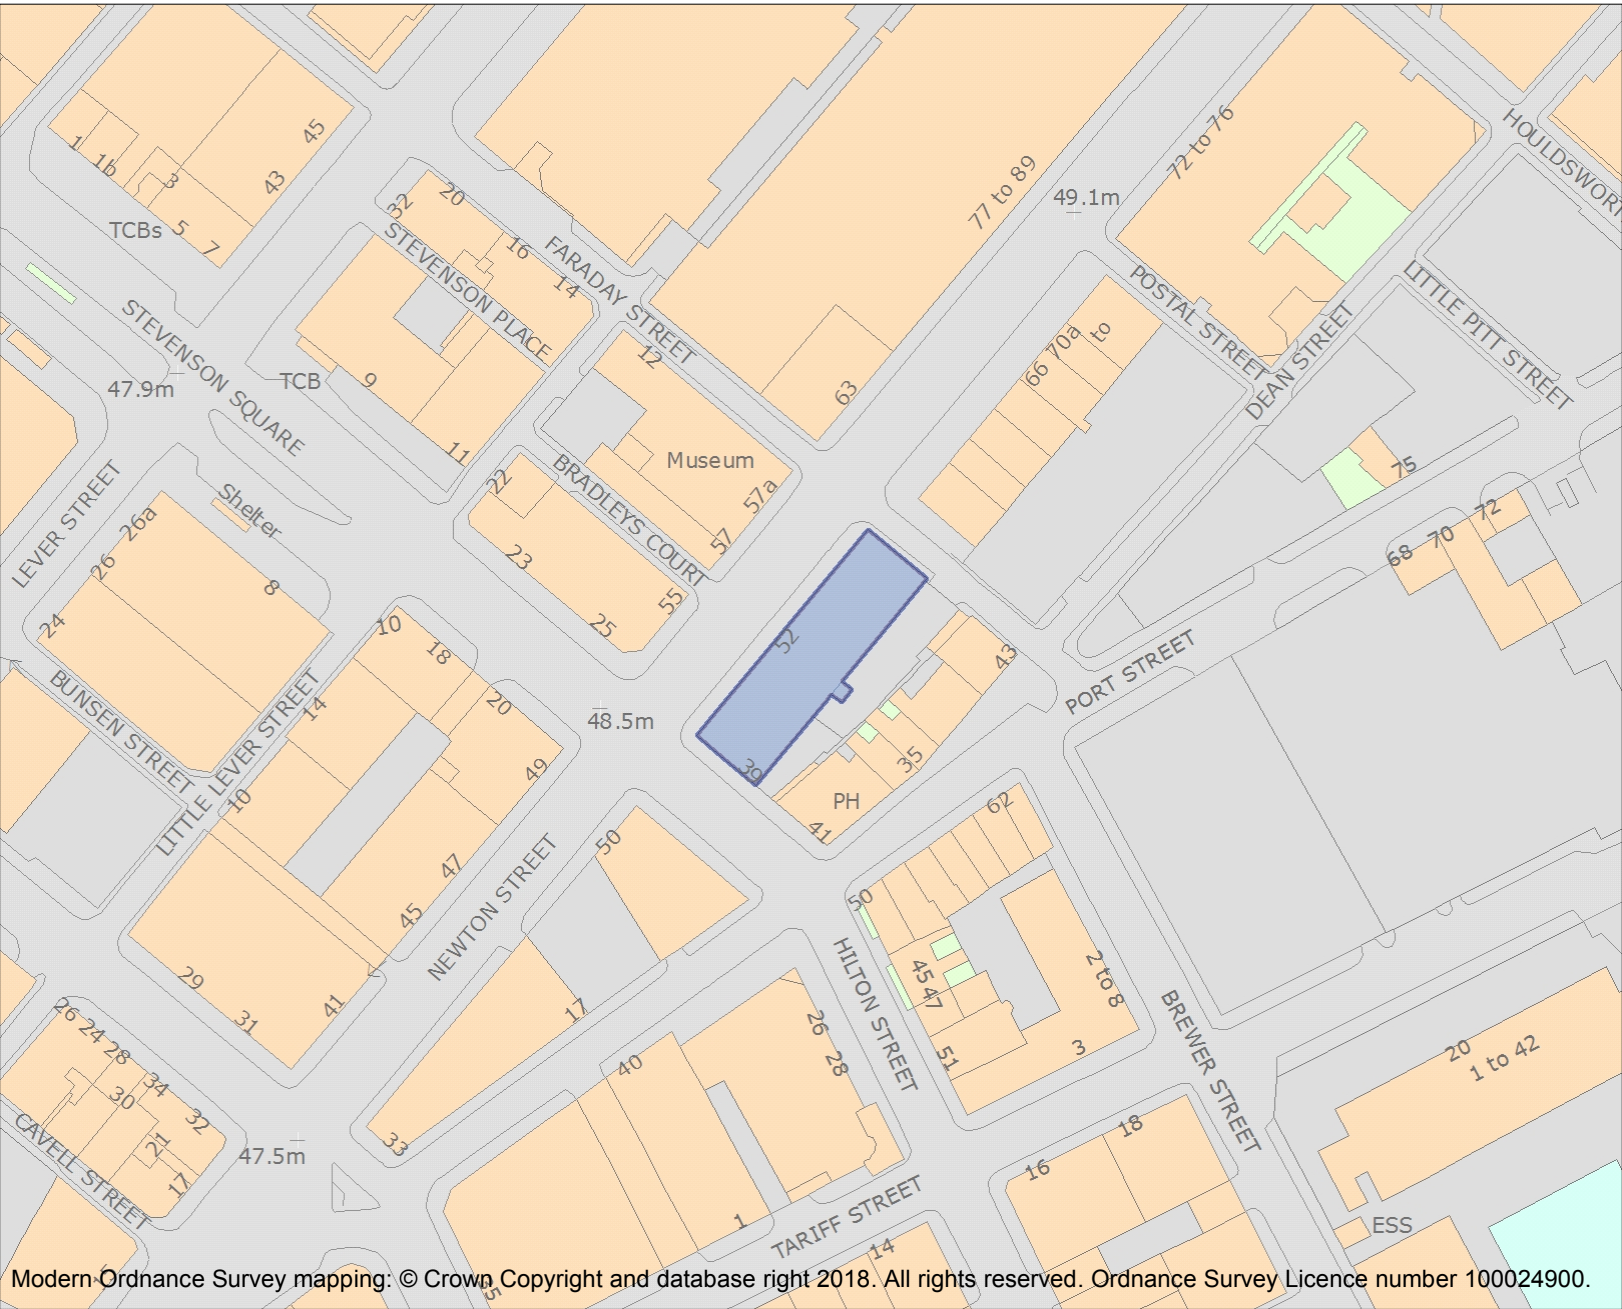 HOULDSWOR
72 to 76
45
1
1b
3
43
77 to 89
49.1m
32
20
TCBs
5
7
16
FARADAY STREET
STEVENSON PLACE
14
POSTAL STREET
LITTLE PITT STREET
STEVENSON SQUARE
12
66
70a
to
DEAN STREET
47.9m
TCB
9
63
11
Museum
57a
75
22
BRADLEYS COURT
LEVER STREET
Shelter
26a
57
72
70
68
26
23
8
55
24
25
10
18
52
43
PORT STREET
BUNSEN STREET
LITTLE LEVER STREET
14
20
48.5m
49
39
35
10
PH
41
62
NEWTON STREET
50
47
50
45
HILTON STREET
45
47
2 to 8
29
31
41
17
BREWER STREET
26
28
26
24
28
34
30
32
21
17
CAVELL STREET
40
51
3
20
1 to 42
18
33
47.5m
16
1
TARIFF STREET
14
ESS
15
35
Modern Ordnance Survey mapping: © Crown Copyright and database right 2018. All rights reserved. Ordnance Survey Licence number 100024900.